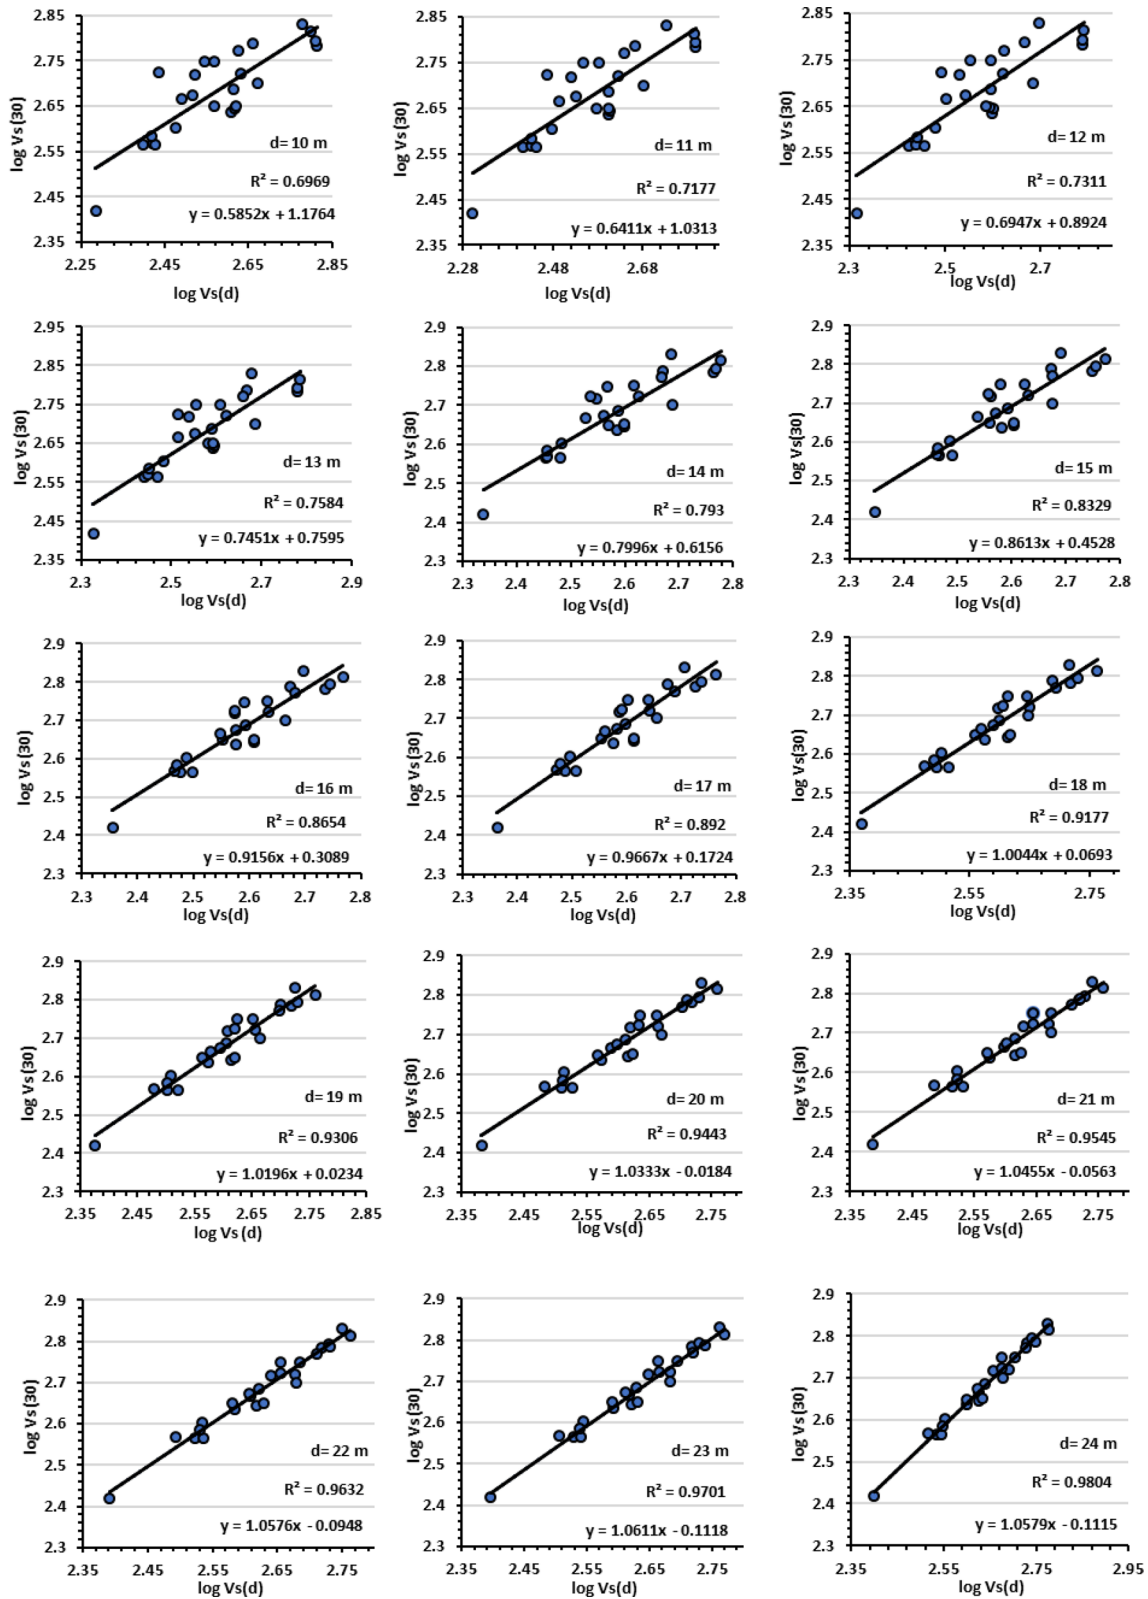 log Vs(30)
2.85
2.75
2.65
2.55
2.45
2.35
d= 10 m
R² = 0.6969
y = 0.5852x + 1.1764
2.25 2.45 2.65 2.85
log Vs(d)
log Vs(30)
2.85
2.75
2.65
2.55
2.45
2.35
d= 11 m
R² = 0.7177
y = 0.6411x + 1.0313
2.28 2.48 2.68
log Vs(d)
log Vs(30)
2.85
2.75
2.65
2.55
2.45
2.35
d= 12 m
R² = 0.7311
y = 0.6947x + 0.8924
2.3 2.5 2.7
log Vs(d)
log Vs(30)
2.95
2.85
2.75
2.65
2.55
2.45
2.35
d= 13 m
R² = 0.7584
y = 0.7451x + 0.7595
2.3 2.5 2.7 2.9
log Vs(d)
log Vs(30)
2.9
2.8
2.7
2.6
2.5
2.4
2.3
d= 14 m
R² = 0.793
y = 0.7996x + 0.6156
2.3 2.4 2.5 2.6 2.7 2.8
log Vs(d)
log Vs(30)
2.9
2.8
2.7
2.6
2.5
2.4
2.3
d= 15 m
R² = 0.8329
y = 0.8613x + 0.4528
2.3 2.4 2.5 2.6 2.7 2.8
log Vs(d)
log Vs(30)
2.9
2.8
2.7
2.6
2.5
2.4
2.3
d= 16 m
R² = 0.8654
y = 0.9156x + 0.3089
2.3 2.4 2.5 2.6 2.7 2.8
log Vs(d)
log Vs(30)
2.9
2.8
2.7
2.6
2.5
2.4
2.3
d= 17 m
R² = 0.892
y = 0.9667x + 0.1724
2.3 2.4 2.5 2.6 2.7 2.8
log Vs(d)
log Vs(30)
2.9
2.8
2.7
2.6
2.5
2.4
2.3
d= 18 m
R² = 0.9177
y = 1.0044x + 0.0693
2.35 2.55 2.75
log Vs(d)
log Vs(30)
2.9
2.8
2.7
2.6
2.5
2.4
2.3
d= 19 m
R² = 0.9306
y = 1.0196x + 0.0234
2.35 2.45 2.55 2.65 2.75 2.85
log Vs(d)
log Vs(30)
2.9
2.8
2.7
2.6
2.5
2.4
2.3
d= 20 m
R² = 0.9443
y = 1.0333x - 0.0184
2.35 2.45 2.55 2.65 2.75
log Vs(d)
log Vs(30)
2.9
2.8
2.7
2.6
2.5
2.4
2.3
d= 21 m
R² = 0.9545
y = 1.0455x - 0.0563
2.35 2.45 2.55 2.65 2.75
log Vs(d)
log Vs(30)
2.9
2.8
2.7
2.6
2.5
2.4
2.3
d= 22 m
R² = 0.9632
y = 1.0576x - 0.0948
2.35 2.45 2.55 2.65 2.75
log Vs(d)
log Vs(30)
2.9
2.8
2.7
2.6
2.5
2.4
2.3
d= 23 m
R² = 0.9701
y = 1.0611x - 0.1118
2.35 2.45 2.55 2.65 2.75
log Vs(d)
log Vs(30)
2.9
2.8
2.7
2.6
2.5
2.4
2.3
d= 24 m
R² = 0.9804
y = 1.0579x - 0.1115
2.35 2.45 2.55 2.65 2.75 2.85 2.95
log Vs(d)